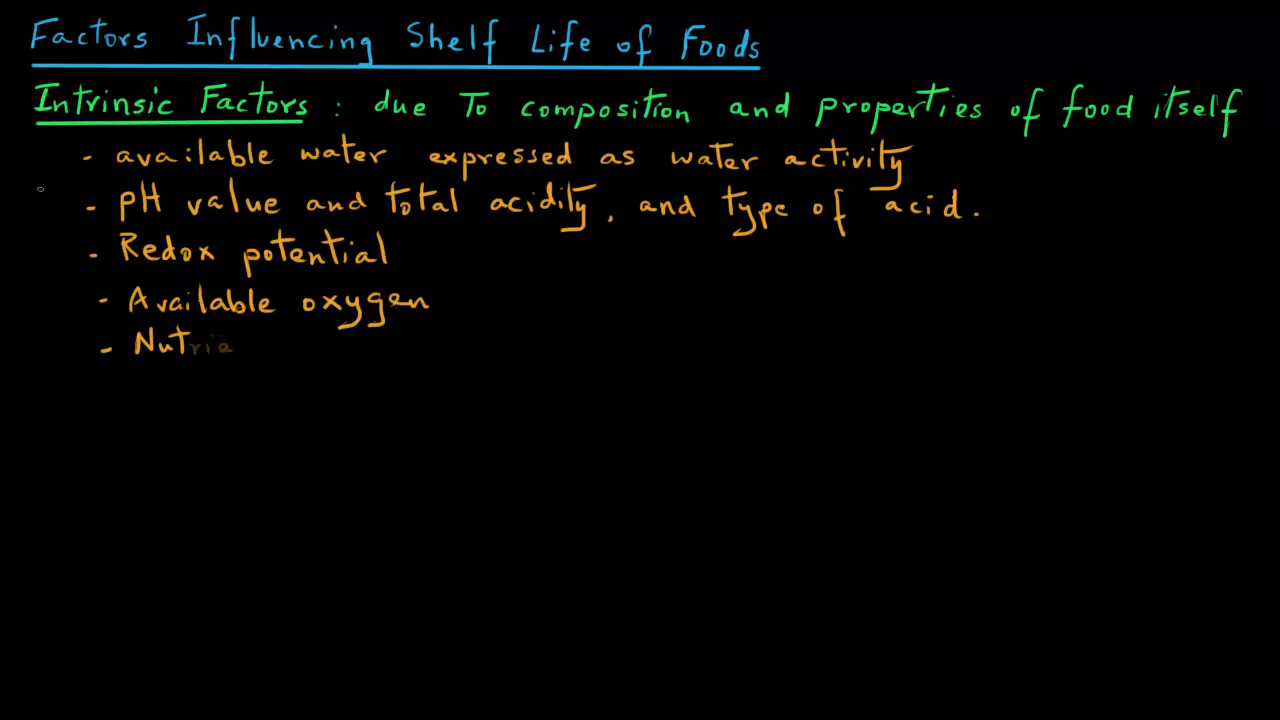 Factors Influencing Shelf Life of Foods
Intrinsic Factors : due To composition and properties of food itself
- available water expressed as water activity
- pH value and total acidity, and type of acid.
- Redox potential
- Available oxygen
- Nutrie